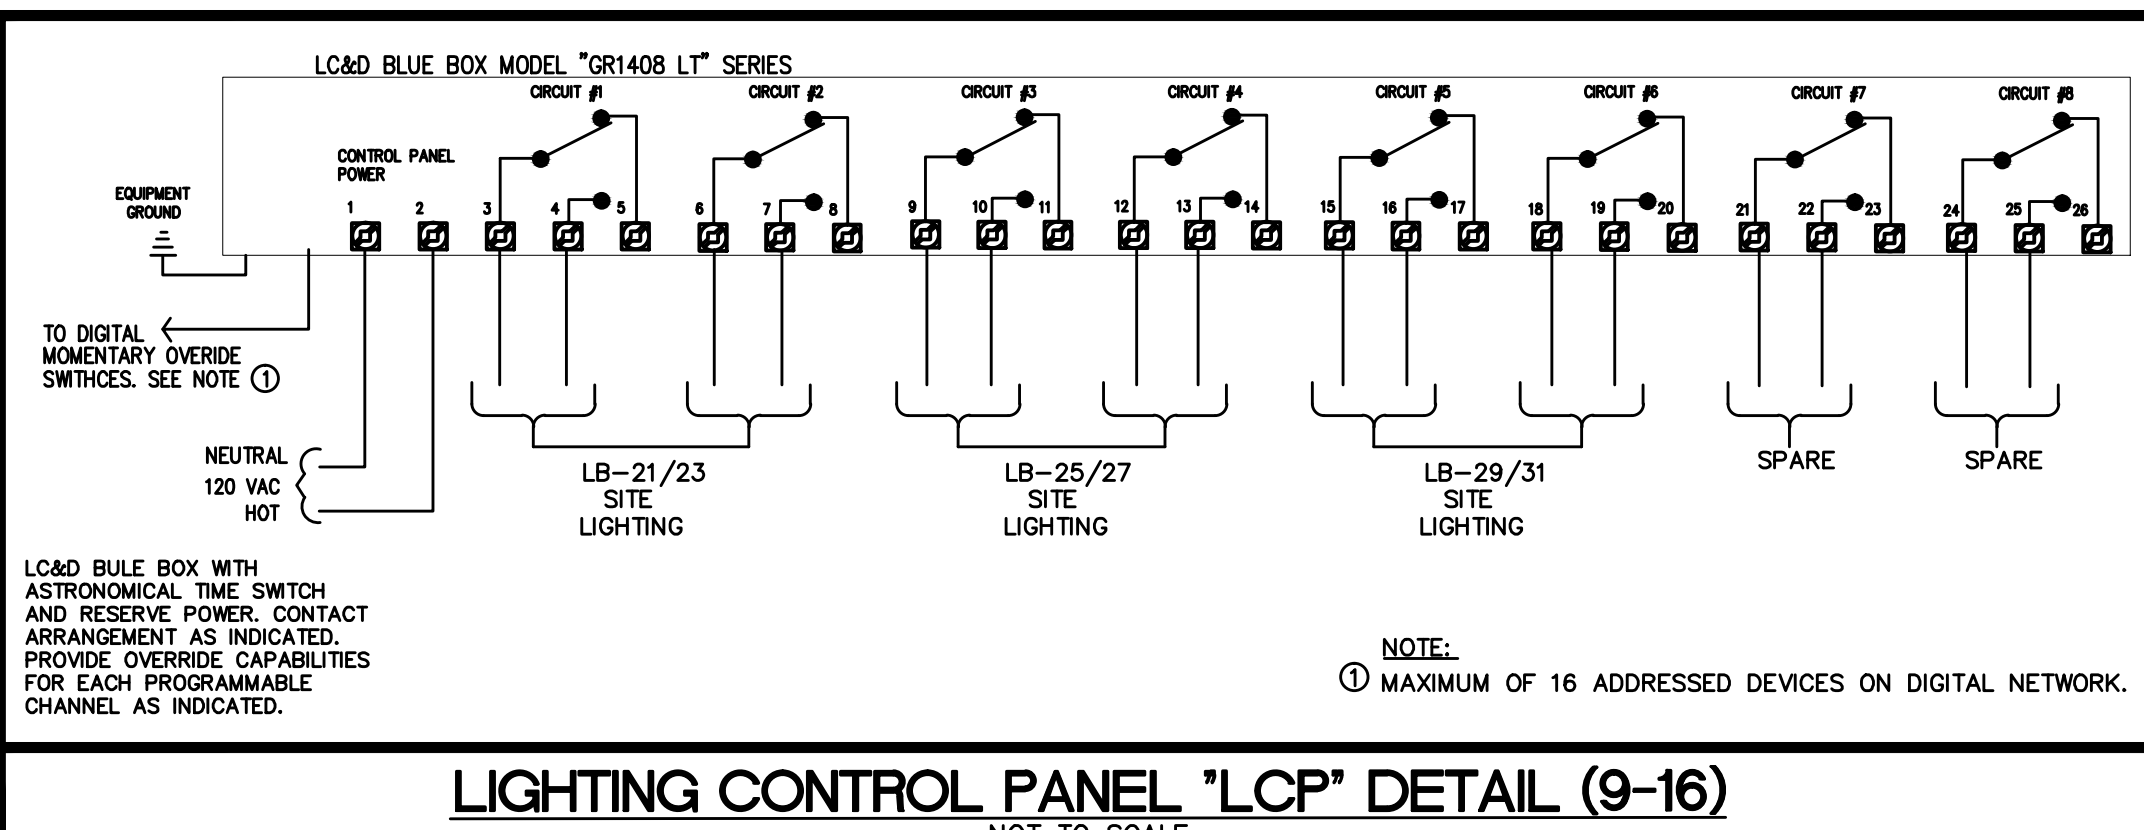 LC&D BLUE BOX MODEL "GR1408 LT" SERIES
CIRCUIT #1
CIRCUIT #2
CIRCUIT #3
CIRCUIT #4
CIRCUIT #5
CIRCUIT #6
CIRCUIT #7
CIRCUIT #8
CONTROL PANEL
POWER
EQUIPMENT
GROUND
1 2 3 4 5 6 7 8 9 10 11 12 13 14 15 16 17 18 19 20 21 22 23 24 25 26
TO DIGITAL
MOMENTARY OVERIDE
SWITHCES. SEE NOTE 1
NEUTRAL
120 VAC
HOT
LB-21/23
SITE
LIGHTING
LB-25/27
SITE
LIGHTING
LB-29/31
SITE
LIGHTING
SPARE
SPARE
LC&D BULE BOX WITH
ASTRONOMICAL TIME SWITCH
AND RESERVE POWER. CONTACT
ARRANGEMENT AS INDICATED.
PROVIDE OVERRIDE CAPABILITIES
FOR EACH PROGRAMMABLE
CHANNEL AS INDICATED.
NOTE:
1 MAXIMUM OF 16 ADDRESSED DEVICES ON DIGITAL NETWORK.
LIGHTING CONTROL PANEL "LCP" DETAIL (9-16)
NOT TO SCALE